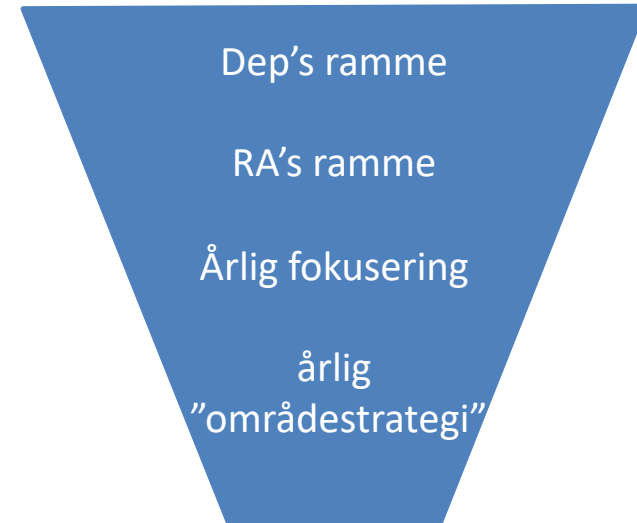 Dep’s ramme
RA’s ramme
Årlig fokusering
årlig
”områdestrategi”